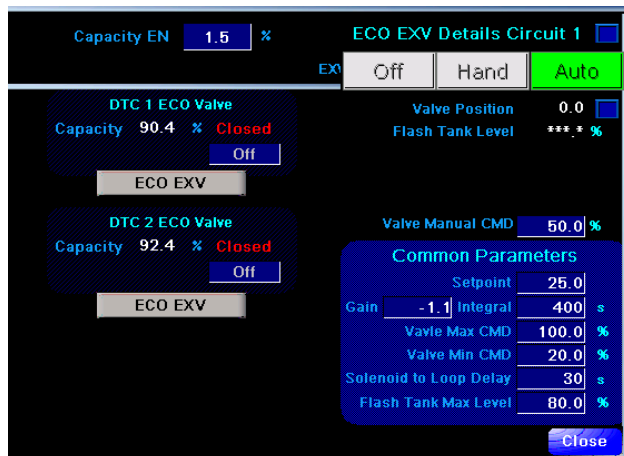 Capacity EN 1.5 %
ECO EXV Details Circuit 1
EX
Off Hand Auto
DTC 1 ECO Valve
Capacity 90.4 % Closed
Off
ECO EXV
DTC 2 ECO Valve
Capacity 92.4 % Closed
Off
ECO EXV
Valve Position 0.0
Flash Tank Level ***.* %
Valve Manual CMD 50.0 %
Common Parameters
Setpoint 25.0
Gain -1.1 Integral 400 s
Vavle Max CMD 100.0 %
Valve Min CMD 20.0 %
Solenoid to Loop Delay 30 s
Flash Tank Max Level 80.0 %
Close